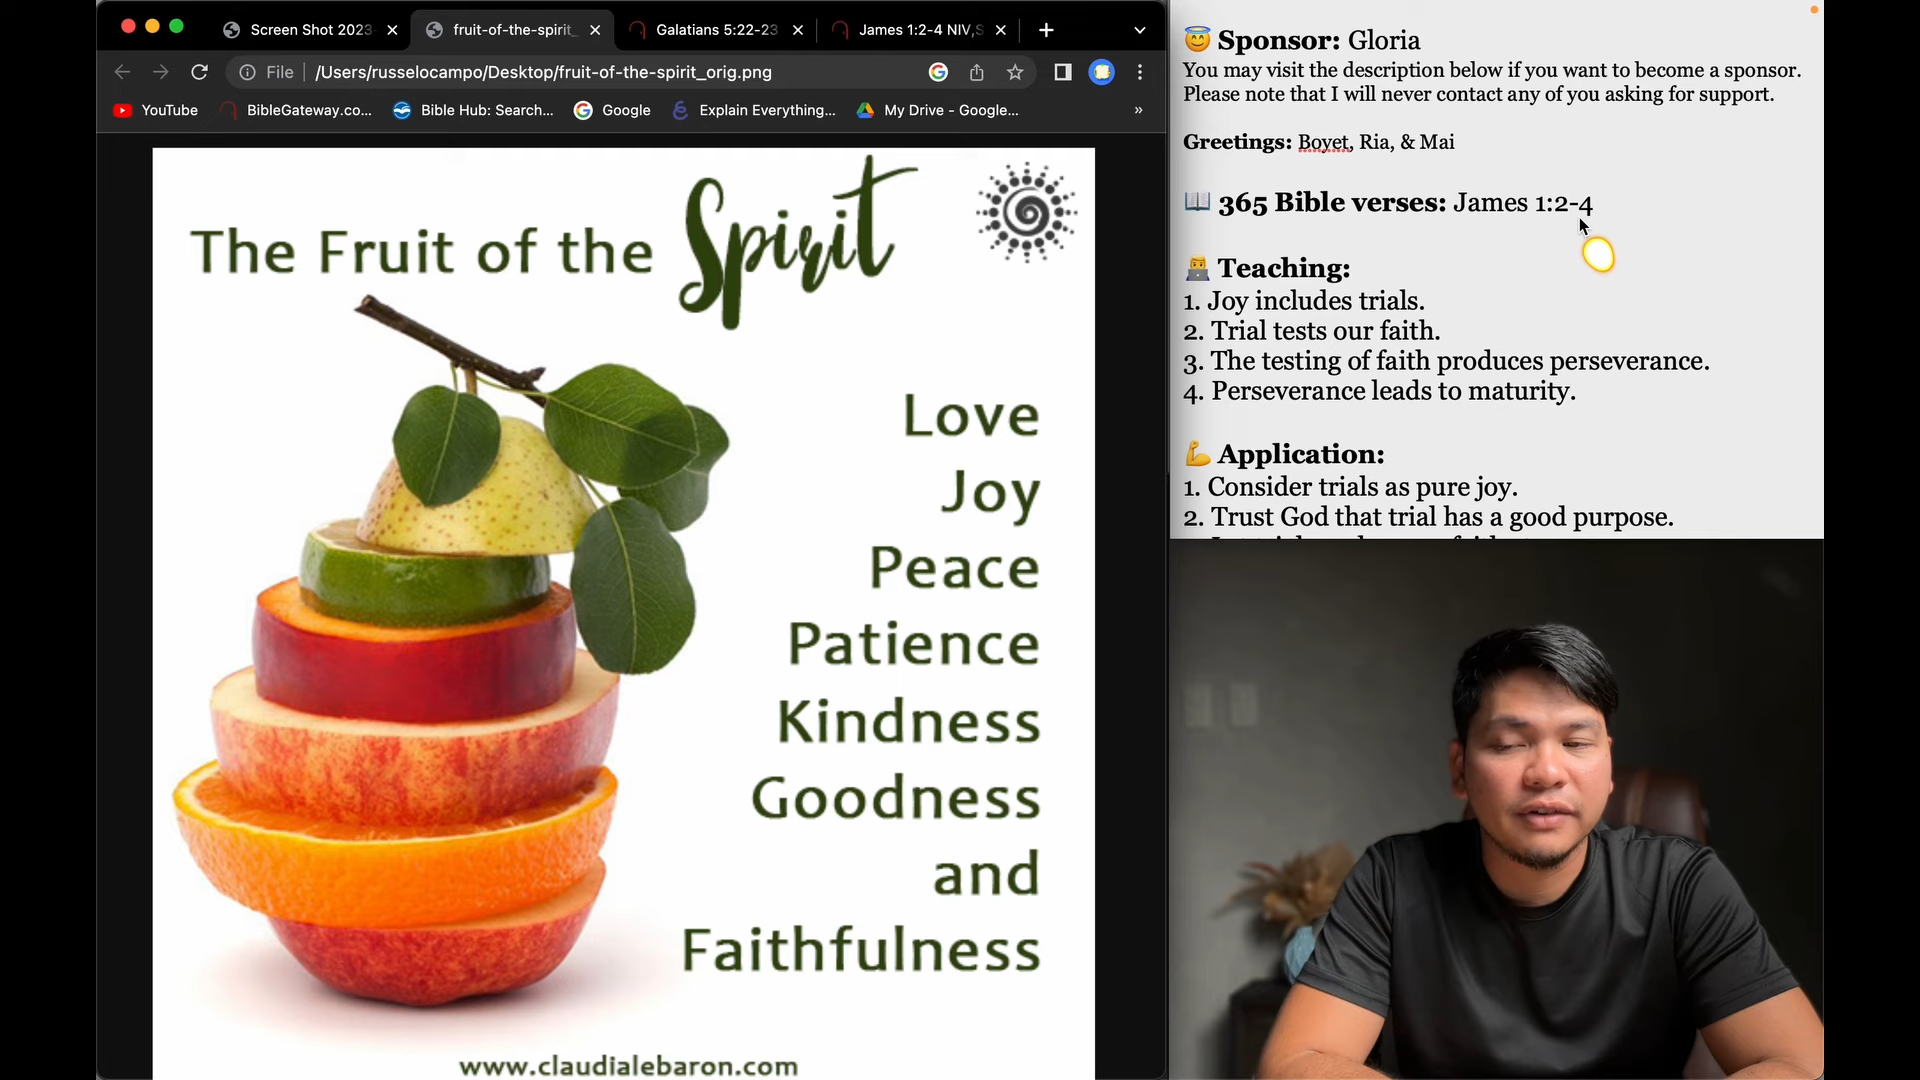 Screen Shot 2023-
fruit-of-the-spirit_
Galatians 5:22-23
James 1:2-4 NIV,S
File
/Users/russelocampo/Desktop/fruit-of-the-spirit_orig.png
YouTube
BibleGateway.co...
Bible Hub: Search...
Google
Explain Everything...
My Drive - Google...
»
The Fruit of the Spirit
Love
Joy
Peace
Patience
Kindness
Goodness
and
Faithfulness
www.claudialebaron.com
Sponsor: Gloria
You may visit the description below if you want to become a sponsor.
Please note that I will never contact any of you asking for support.
Greetings: Boyet, Ria, & Mai
365 Bible verses: James 1:2-4
Teaching:
1. Joy includes trials.
2. Trial tests our faith.
3. The testing of faith produces perseverance.
4. Perseverance leads to maturity.
Application:
1. Consider trials as pure joy.
2. Trust God that trial has a good purpose.